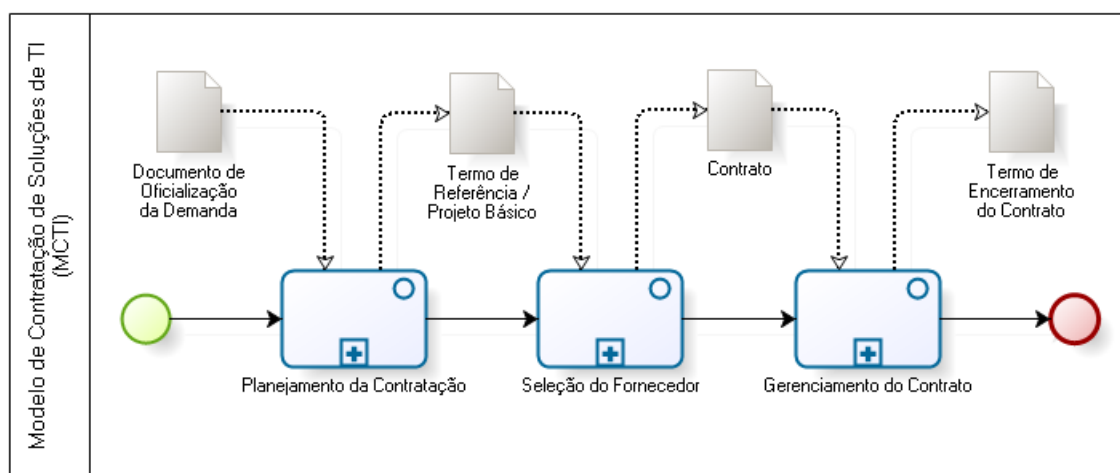 Modelo de Contratação de Soluções de TI
(MCTI)
Documento de
Oficialização
da Demanda
Termo de
Referência /
Projeto Básico
Contrato
Termo de
Encerramento
do Contrato
Planejamento da Contratação
Seleção do Fornecedor
Gerenciamento do Contrato